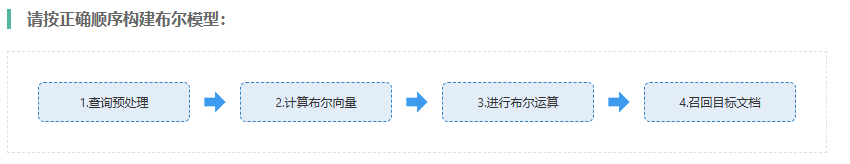 请按正确顺序构建布尔模型：
1.查询预处理
2.计算布尔向量
3.进行布尔运算
4.召回目标文档